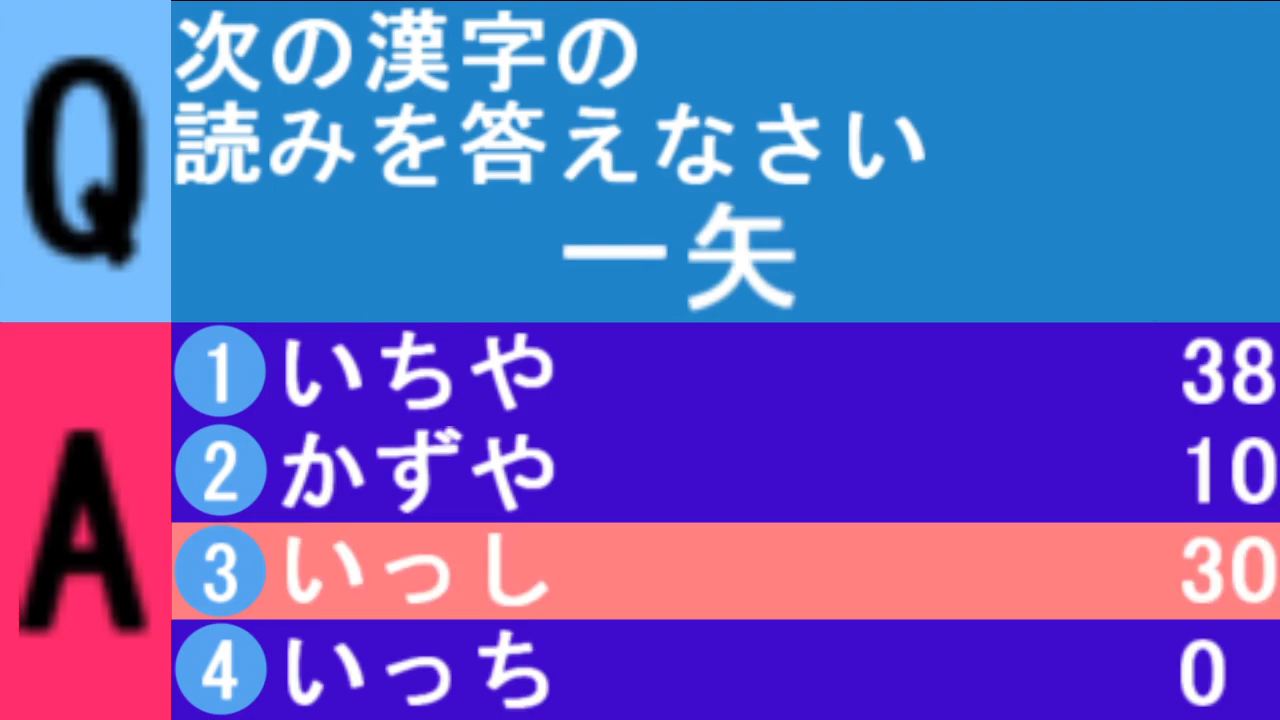 Q
次の漢字の
読みを答えなさい
一矢
A
① いちや 38
② かずや 10
③ いっし 30
④ いっち 0